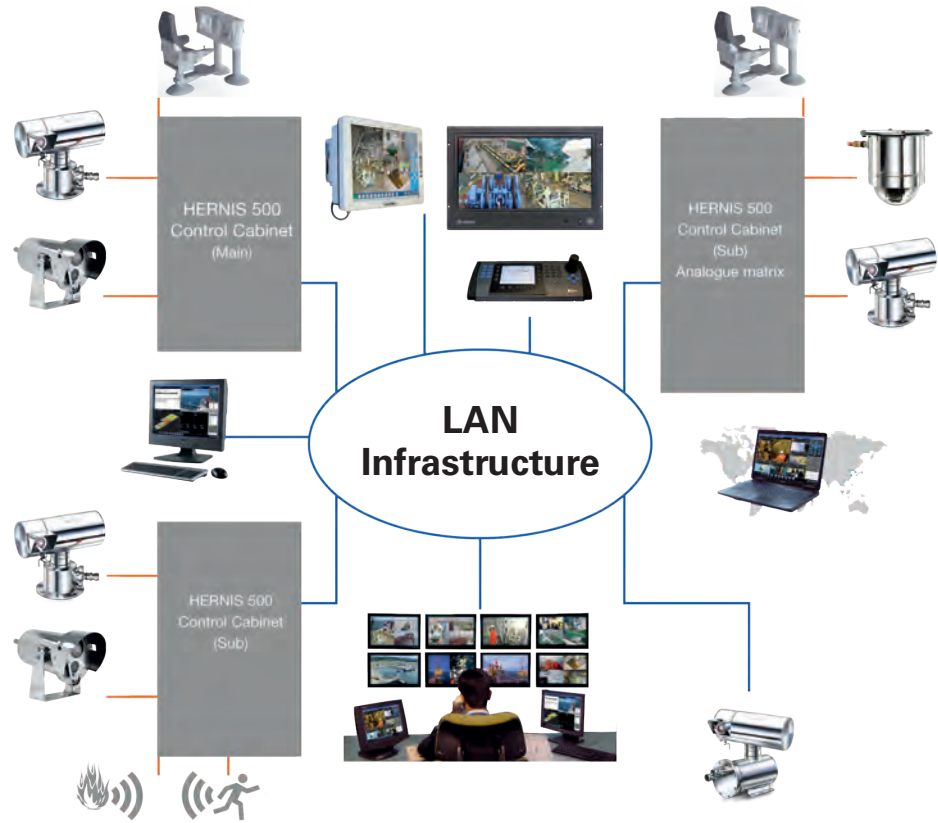 HERNIS 500
Control Cabinet
(Main)
HERNIS 500
Control Cabinet
(Sub)
Analogue matrix
LAN
Infrastructure
HERNIS 500
Control Cabinet
(Sub)